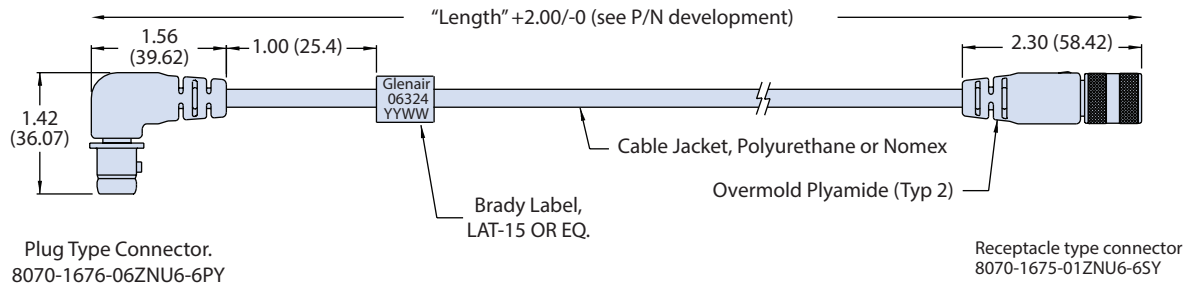 “Length” +2.00/-0 (see P/N development)
1.56
(39.62)
1.00 (25.4)
2.30 (58.42)
Glenair
06324
YYWW
1.42
(36.07)
Cable Jacket, Polyurethane or Nomex
Overmold Plyamide (Typ 2)
Brady Label,
LAT-15 OR EQ.
Plug Type Connector.
8070-1676-06ZNU6-6PY
Receptacle type connector
8070-1675-01ZNU6-6SY